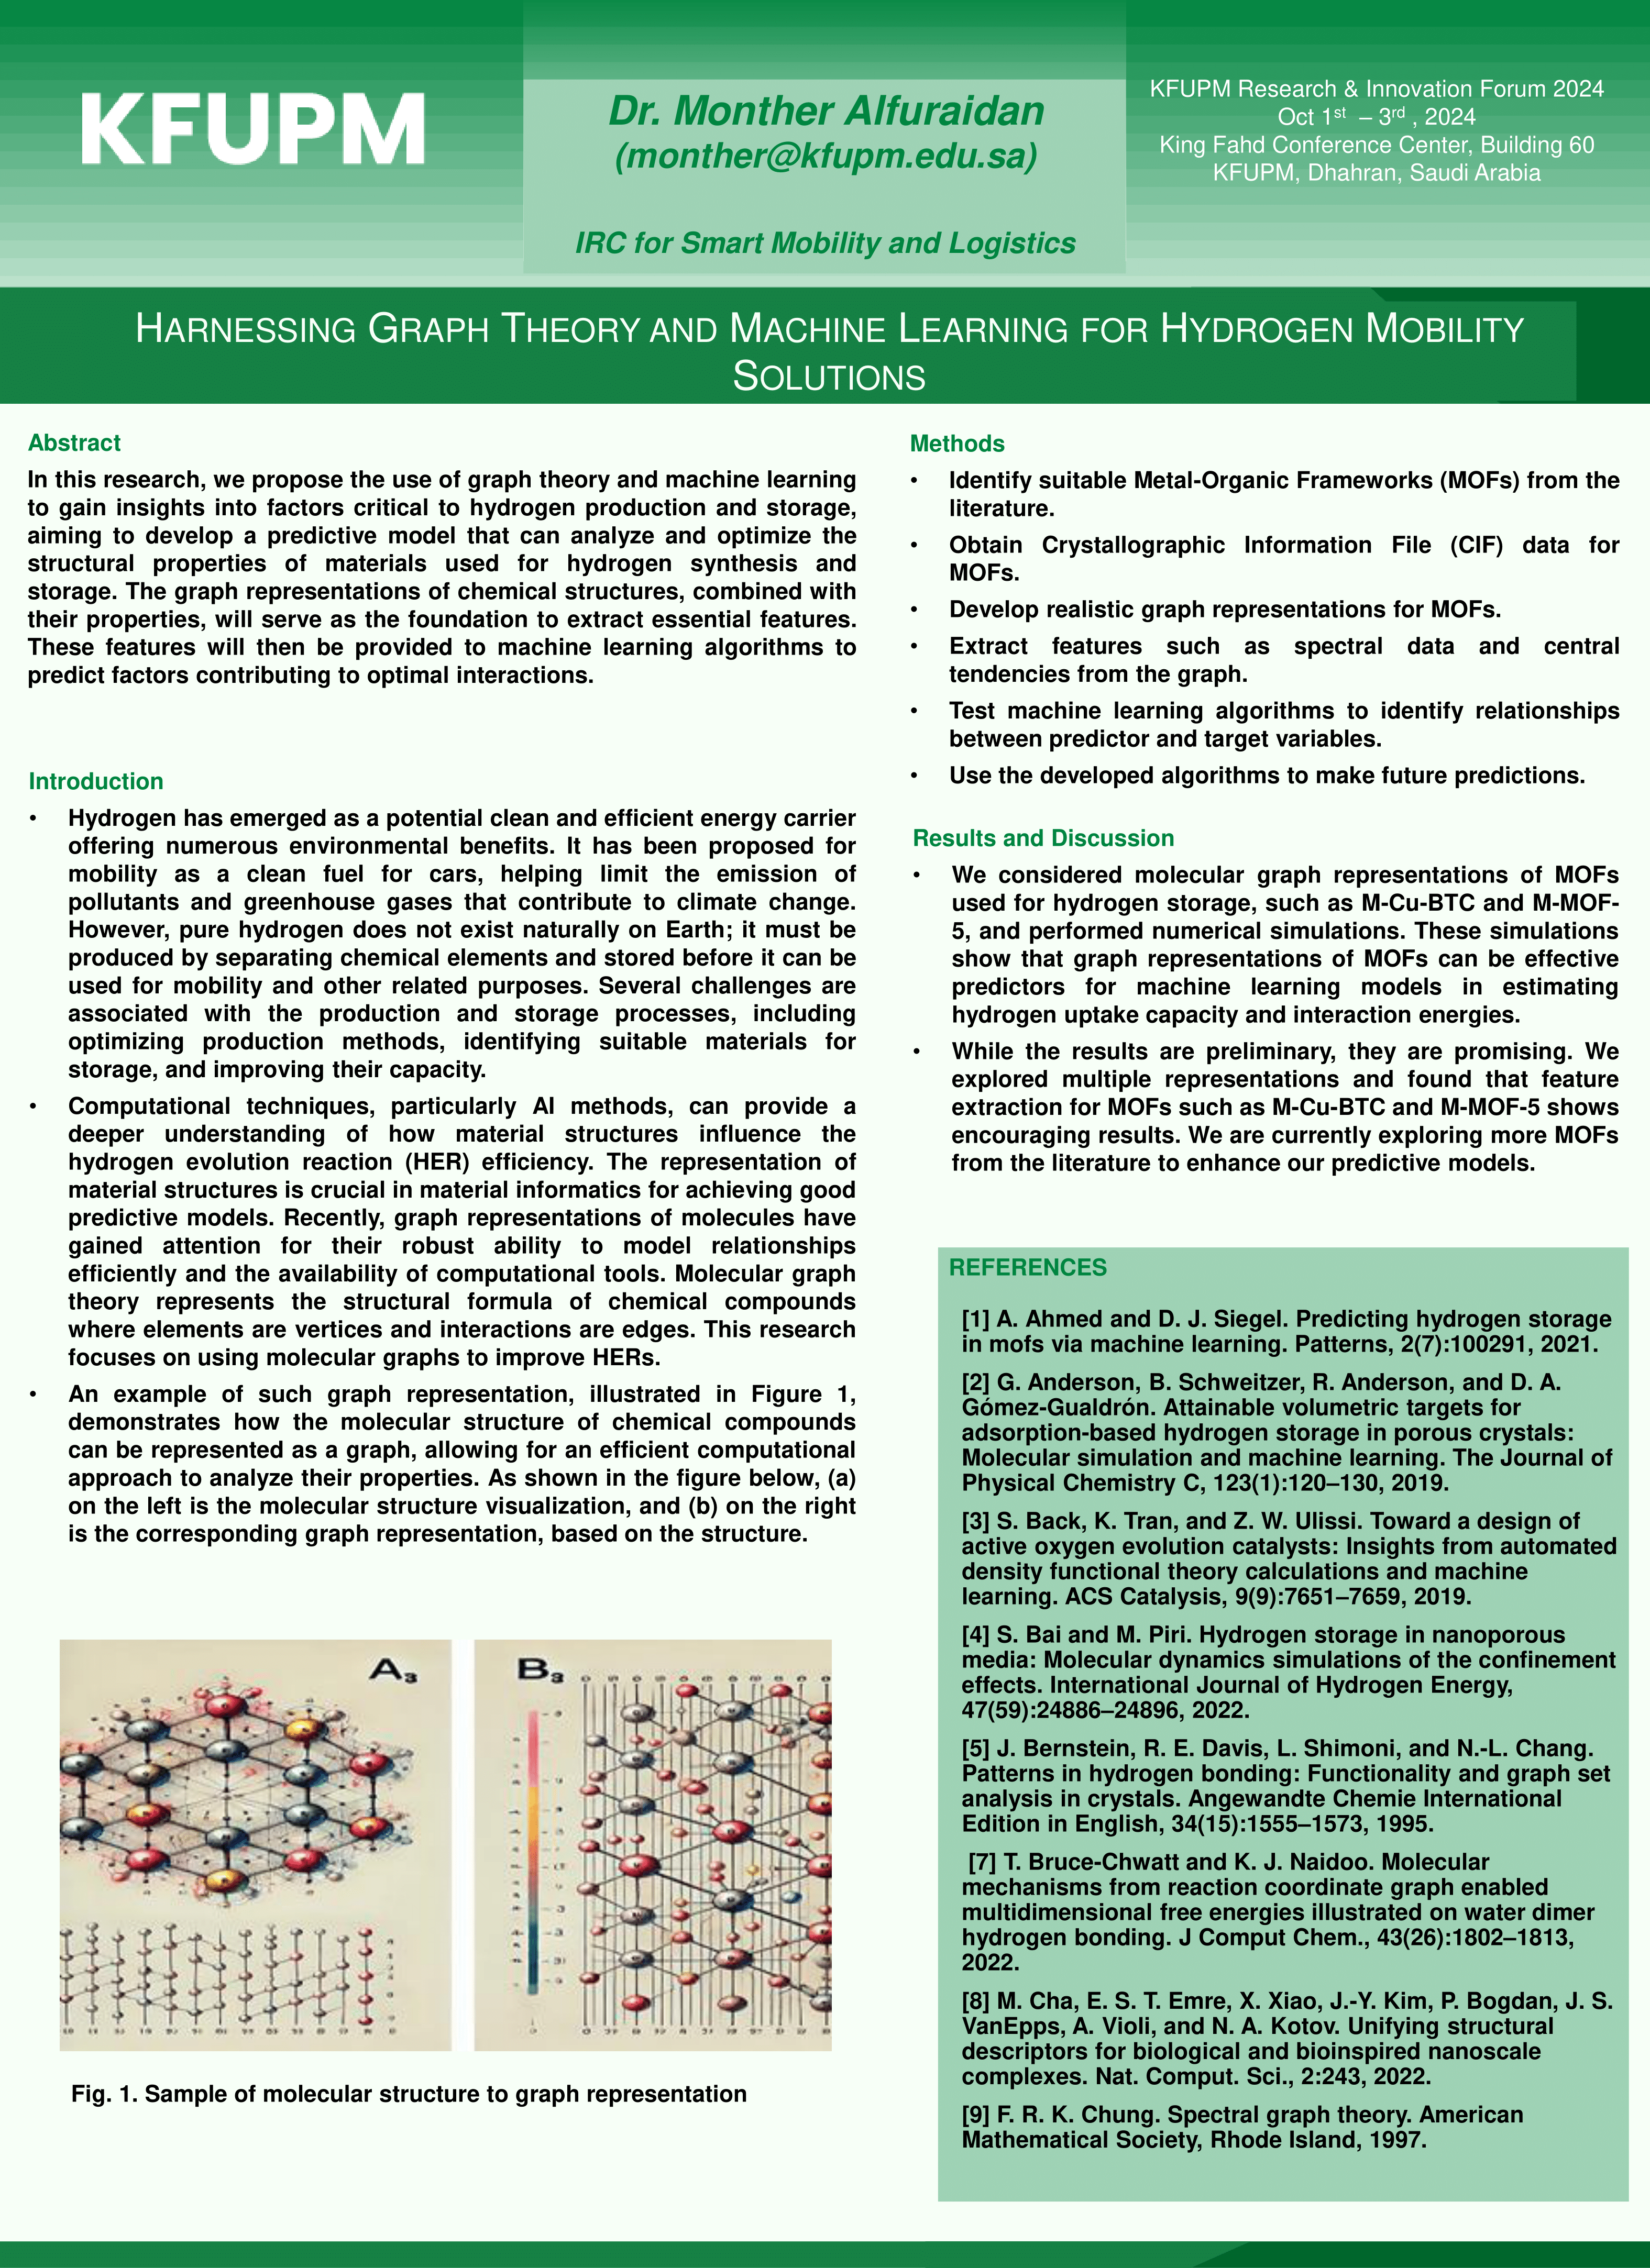 KFUPM
Dr. Monther Alfuraidan
(monther@kfupm.edu.sa)
IRC for Smart Mobility and Logistics
KFUPM Research & Innovation Forum 2024
Oct 1st – 3rd , 2024
King Fahd Conference Center, Building 60
KFUPM, Dhahran, Saudi Arabia
HARNESSING GRAPH THEORY AND MACHINE LEARNING FOR HYDROGEN MOBILITY
SOLUTIONS
Abstract
In this research, we propose the use of graph theory and machine learning
to gain insights into factors critical to hydrogen production and storage,
aiming to develop a predictive model that can analyze and optimize the
structural properties of materials used for hydrogen synthesis and
storage. The graph representations of chemical structures, combined with
their properties, will serve as the foundation to extract essential features.
These features will then be provided to machine learning algorithms to
predict factors contributing to optimal interactions.
Introduction
• Hydrogen has emerged as a potential clean and efficient energy carrier
offering numerous environmental benefits. It has been proposed for
mobility as a clean fuel for cars, helping limit the emission of
pollutants and greenhouse gases that contribute to climate change.
However, pure hydrogen does not exist naturally on Earth; it must be
produced by separating chemical elements and stored before it can be
used for mobility and other related purposes. Several challenges are
associated with the production and storage processes, including
optimizing production methods, identifying suitable materials for
storage, and improving their capacity.
• Computational techniques, particularly AI methods, can provide a
deeper understanding of how material structures influence the
hydrogen evolution reaction (HER) efficiency. The representation of
material structures is crucial in material informatics for achieving good
predictive models. Recently, graph representations of molecules have
gained attention for their robust ability to model relationships
efficiently and the availability of computational tools. Molecular graph
theory represents the structural formula of chemical compounds
where elements are vertices and interactions are edges. This research
focuses on using molecular graphs to improve HERs.
• An example of such graph representation, illustrated in Figure 1,
demonstrates how the molecular structure of chemical compounds
can be represented as a graph, allowing for an efficient computational
approach to analyze their properties. As shown in the figure below, (a)
on the left is the molecular structure visualization, and (b) on the right
is the corresponding graph representation, based on the structure.
A3
B3
Fig. 1. Sample of molecular structure to graph representation
Methods
• Identify suitable Metal-Organic Frameworks (MOFs) from the
literature.
• Obtain Crystallographic Information File (CIF) data for
MOFs.
• Develop realistic graph representations for MOFs.
• Extract features such as spectral data and central
tendencies from the graph.
• Test machine learning algorithms to identify relationships
between predictor and target variables.
• Use the developed algorithms to make future predictions.
Results and Discussion
• We considered molecular graph representations of MOFs
used for hydrogen storage, such as M-Cu-BTC and M-MOF-
5, and performed numerical simulations. These simulations
show that graph representations of MOFs can be effective
predictors for machine learning models in estimating
hydrogen uptake capacity and interaction energies.
• While the results are preliminary, they are promising. We
explored multiple representations and found that feature
extraction for MOFs such as M-Cu-BTC and M-MOF-5 shows
encouraging results. We are currently exploring more MOFs
from the literature to enhance our predictive models.
REFERENCES
[1] A. Ahmed and D. J. Siegel. Predicting hydrogen storage
in mofs via machine learning. Patterns, 2(7):100291, 2021.
[2] G. Anderson, B. Schweitzer, R. Anderson, and D. A.
Gómez-Gualdrón. Attainable volumetric targets for
adsorption-based hydrogen storage in porous crystals:
Molecular simulation and machine learning. The Journal of
Physical Chemistry C, 123(1):120–130, 2019.
[3] S. Back, K. Tran, and Z. W. Ulissi. Toward a design of
active oxygen evolution catalysts: Insights from automated
density functional theory calculations and machine
learning. ACS Catalysis, 9(9):7651–7659, 2019.
[4] S. Bai and M. Piri. Hydrogen storage in nanoporous
media: Molecular dynamics simulations of the confinement
effects. International Journal of Hydrogen Energy,
47(59):24886–24896, 2022.
[5] J. Bernstein, R. E. Davis, L. Shimoni, and N.-L. Chang.
Patterns in hydrogen bonding: Functionality and graph set
analysis in crystals. Angewandte Chemie International
Edition in English, 34(15):1555–1573, 1995.
[7] T. Bruce-Chwatt and K. J. Naidoo. Molecular
mechanisms from reaction coordinate graph enabled
multidimensional free energies illustrated on water dimer
hydrogen bonding. J Comput Chem., 43(26):1802–1813,
2022.
[8] M. Cha, E. S. T. Emre, X. Xiao, J.-Y. Kim, P. Bogdan, J. S.
VanEpps, A. Violi, and N. A. Kotov. Unifying structural
descriptors for biological and bioinspired nanoscale
complexes. Nat. Comput. Sci., 2:243, 2022.
[9] F. R. K. Chung. Spectral graph theory. American
Mathematical Society, Rhode Island, 1997.